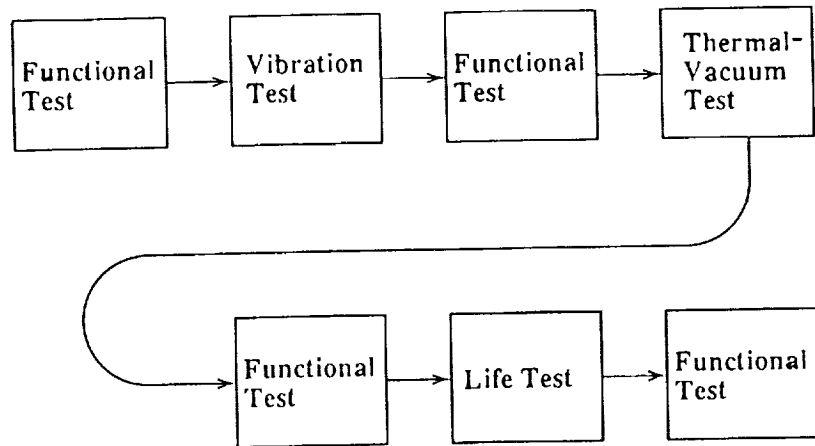 Functional
Test
Vibration
Test
Functional
Test
Thermal-
Vacuum
Test
Functional
Test
Life Test
Functional
Test